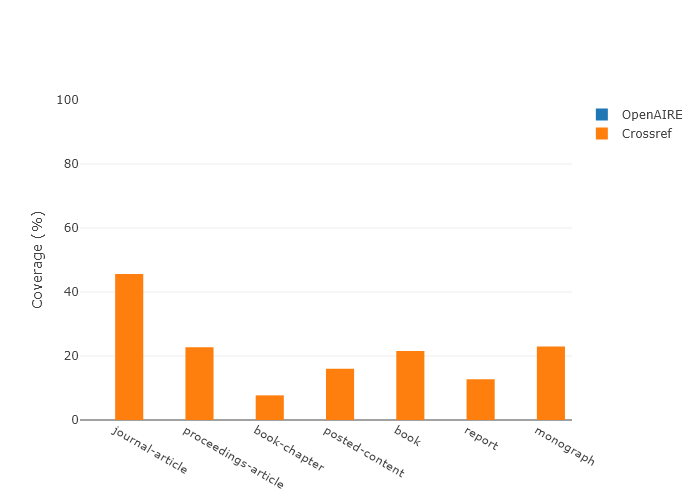 100
80
60
40
20
0
Coverage (%)
journal-article
proceedings-article
book-chapter
posted-content
book
report
monograph
OpenAIRE
Crossref